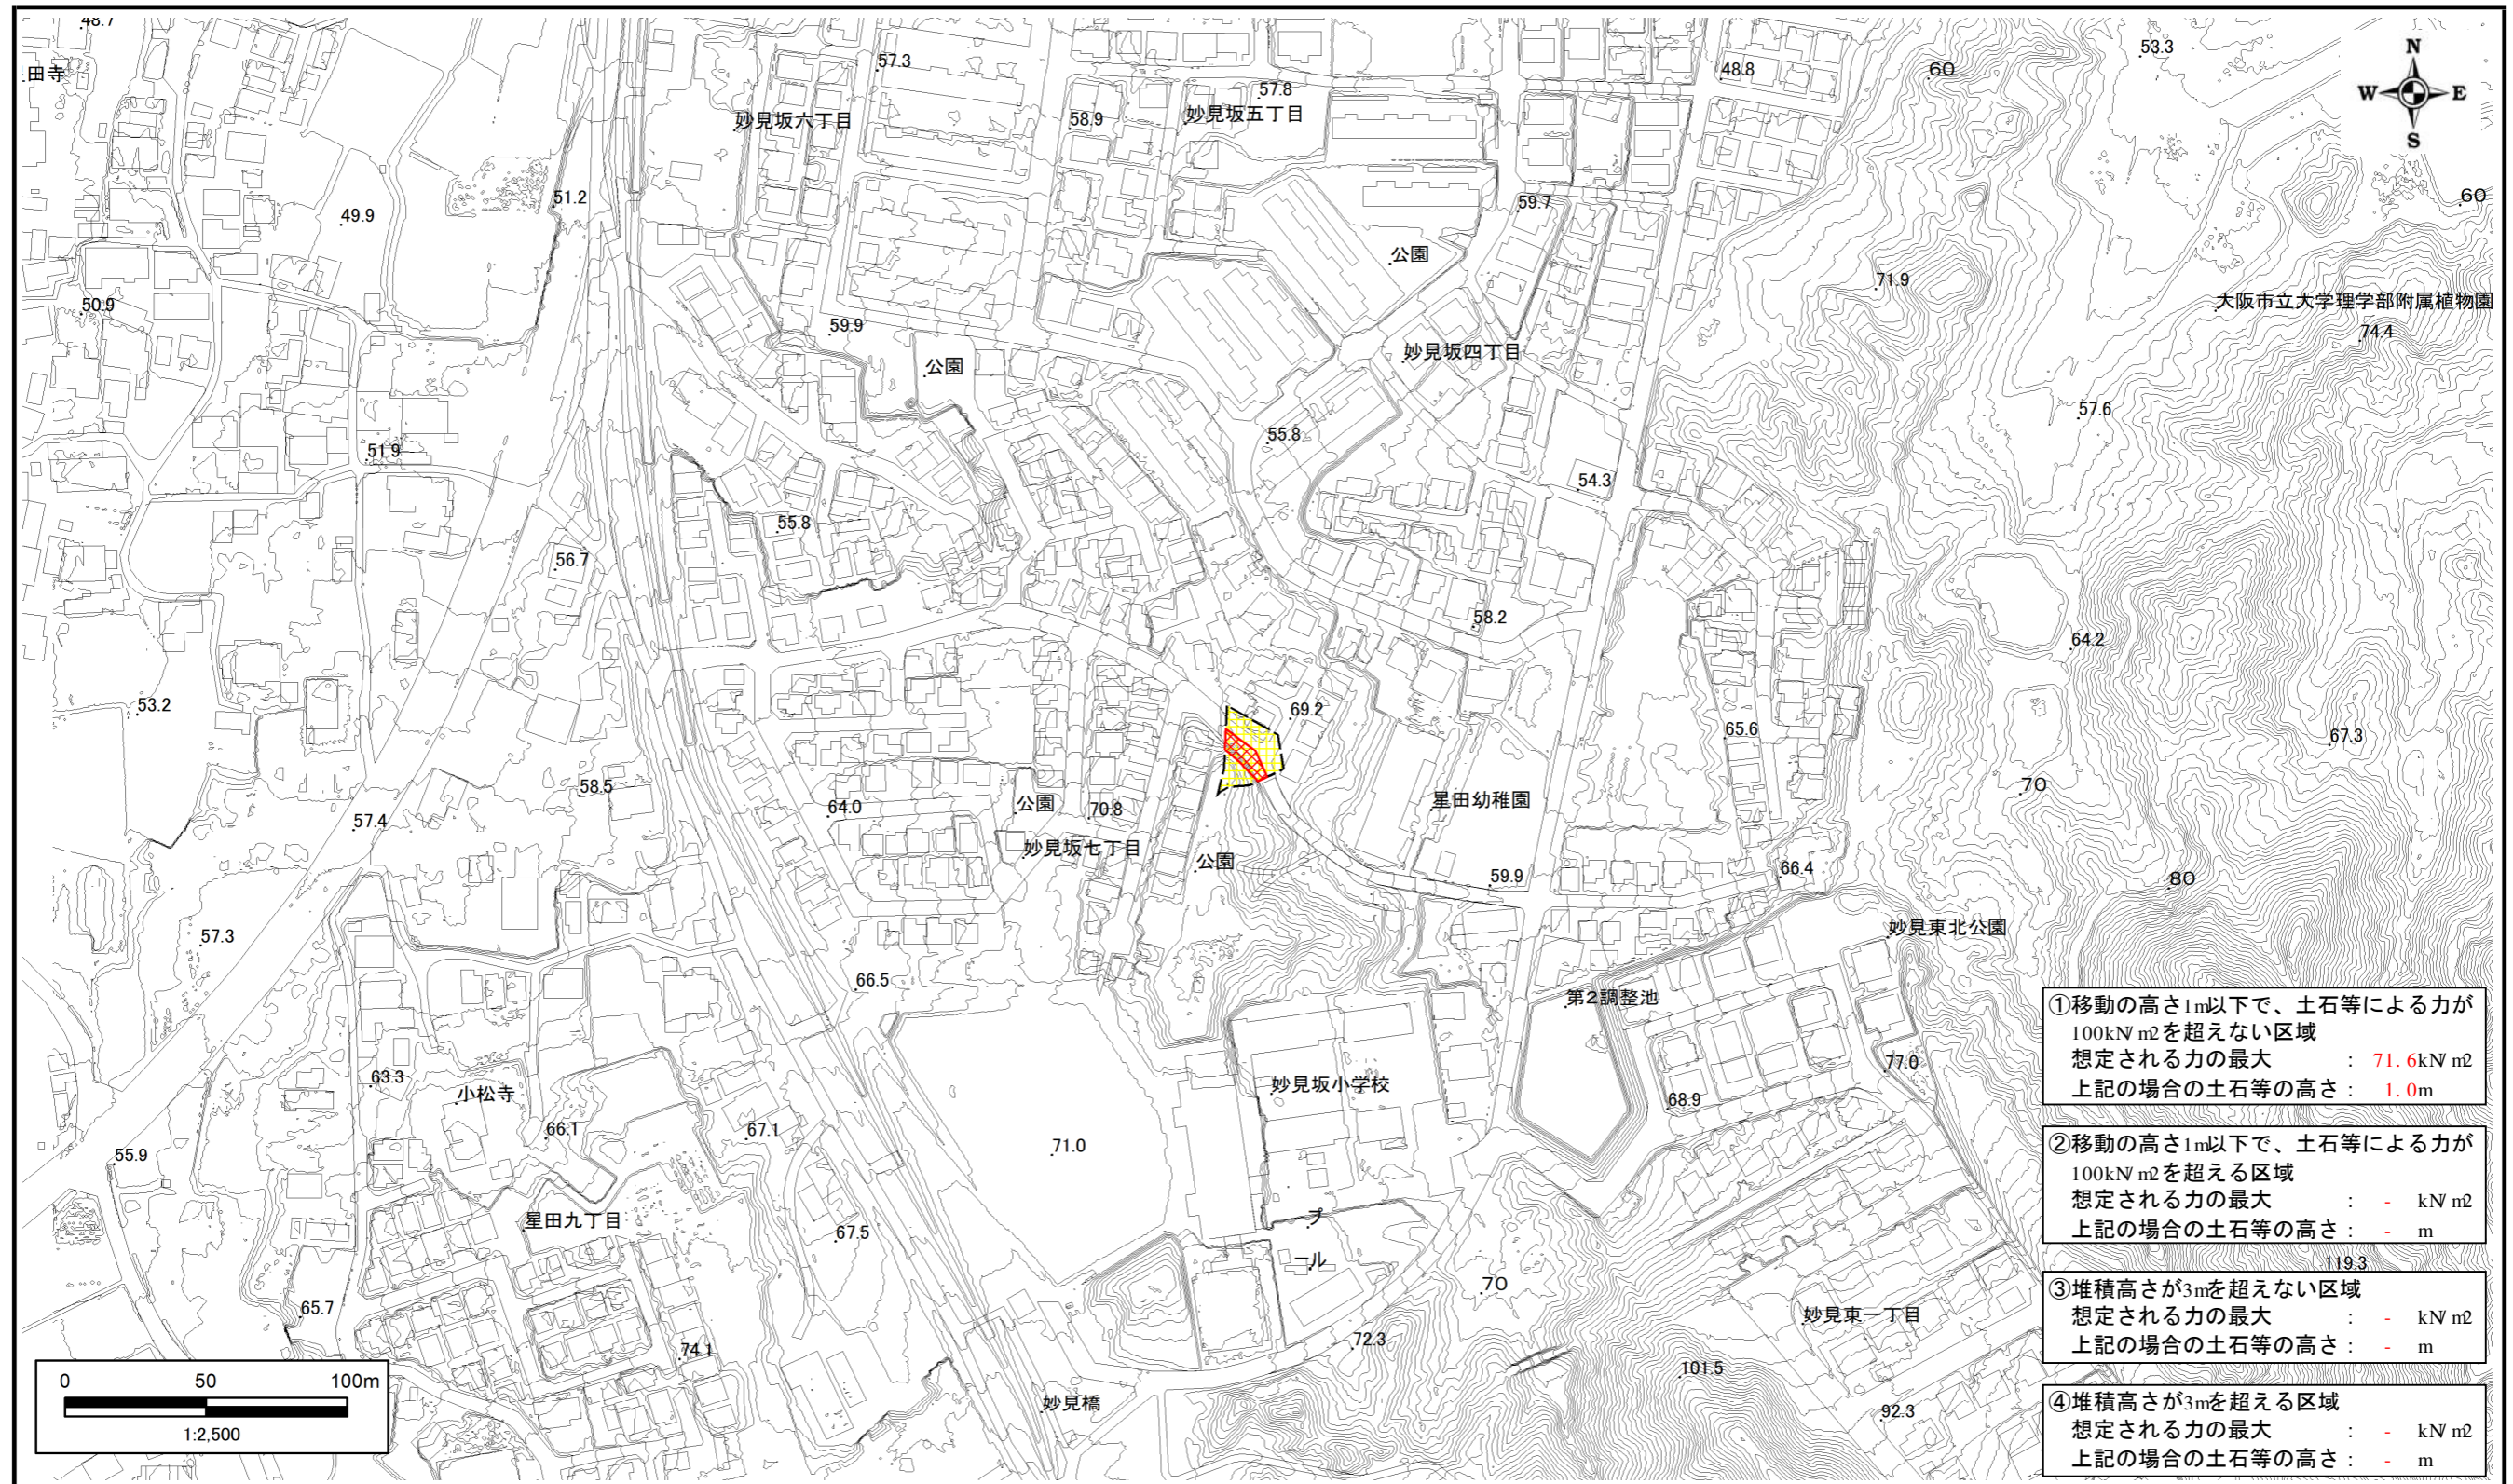 48.7
田寺
57.3
妙見坂六丁目
58.9
57.8
妙見坂五丁目
48.8
60
53.3
N
W
E
S
51.2
49.9
59.7
60
公園
71.9
大阪市立大学理学部附属植物園
74.4
50.9
59.9
公園
妙見坂四丁目
57.6
51.9
55.8
54.3
55.8
56.7
58.2
64.2
53.2
69.2
65.6
67.3
58.5
70
57.4
64.0
公園
70.8
星田幼稚園
妙見坂七丁目
公園
59.9
66.4
80
57.3
妙見東北公園
66.5
第2調整池
①移動の高さ1m以下で、土石等による力が
100kN/㎡を超えない区域
想定される力の最大 : 71.6kN/㎡
上記の場合の土石等の高さ : 1.0m
63.3
小松寺
妙見坂小学校
77.0
68.9
66.1
67.1
71.0
55.9
②移動の高さ1m以下で、土石等による力が
100kN/㎡を超える区域
想定される力の最大 : - kN/㎡
上記の場合の土石等の高さ : - m
星田九丁目
67.5
プ
ール
119.3
70
③堆積高さが3mを超えない区域
想定される力の最大 : - kN/㎡
上記の場合の土石等の高さ : - m
65.7
妙見東一丁目
74.1
72.3
101.5
0 50 100m
1:2,500
妙見橋
92.3
④堆積高さが3mを超える区域
想定される力の最大 : - kN/㎡
上記の場合の土石等の高さ : - m